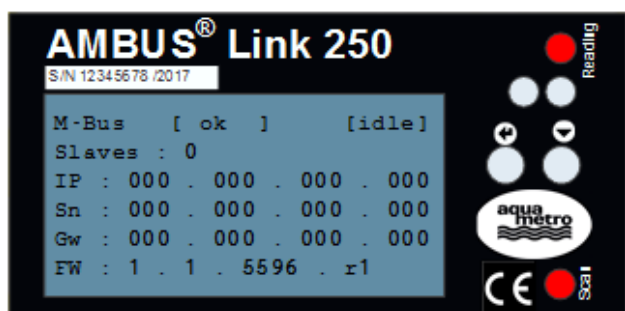 AMBUS® Link 250
S/N 12345678 /2017
Reading
M-Bus [ ok ] [idle]
Slaves : 0
IP : 000 . 000 . 000 . 000
Sn : 000 . 000 . 000 . 000
Gw : 000 . 000 . 000 . 000
FW : 1 . 1 . 5596 . r1
aqua
metro
CE
Scan